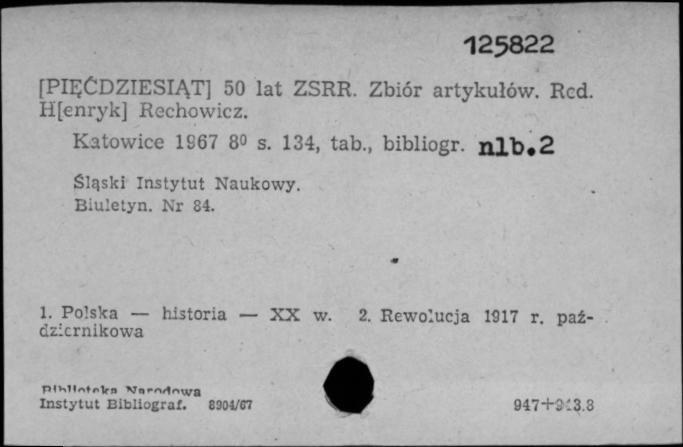 125822
[PIĘĆDZIESIĄT] 50 lat ZSRR. Zbiór artykułów. Red.
H[enryk] Rechowicz.
Katowice 1967 8⁰ s. 134, tab., bibliogr. nlb.2
Śląski Instytut Naukowy.
Biuletyn. Nr 84.
1. Polska — historia — XX w. 2. Rewolucja 1917 r. paź-
dziernikowa
Biblioteka Narodowa
Instytut Bibliograf. 8904/67
947+943.8